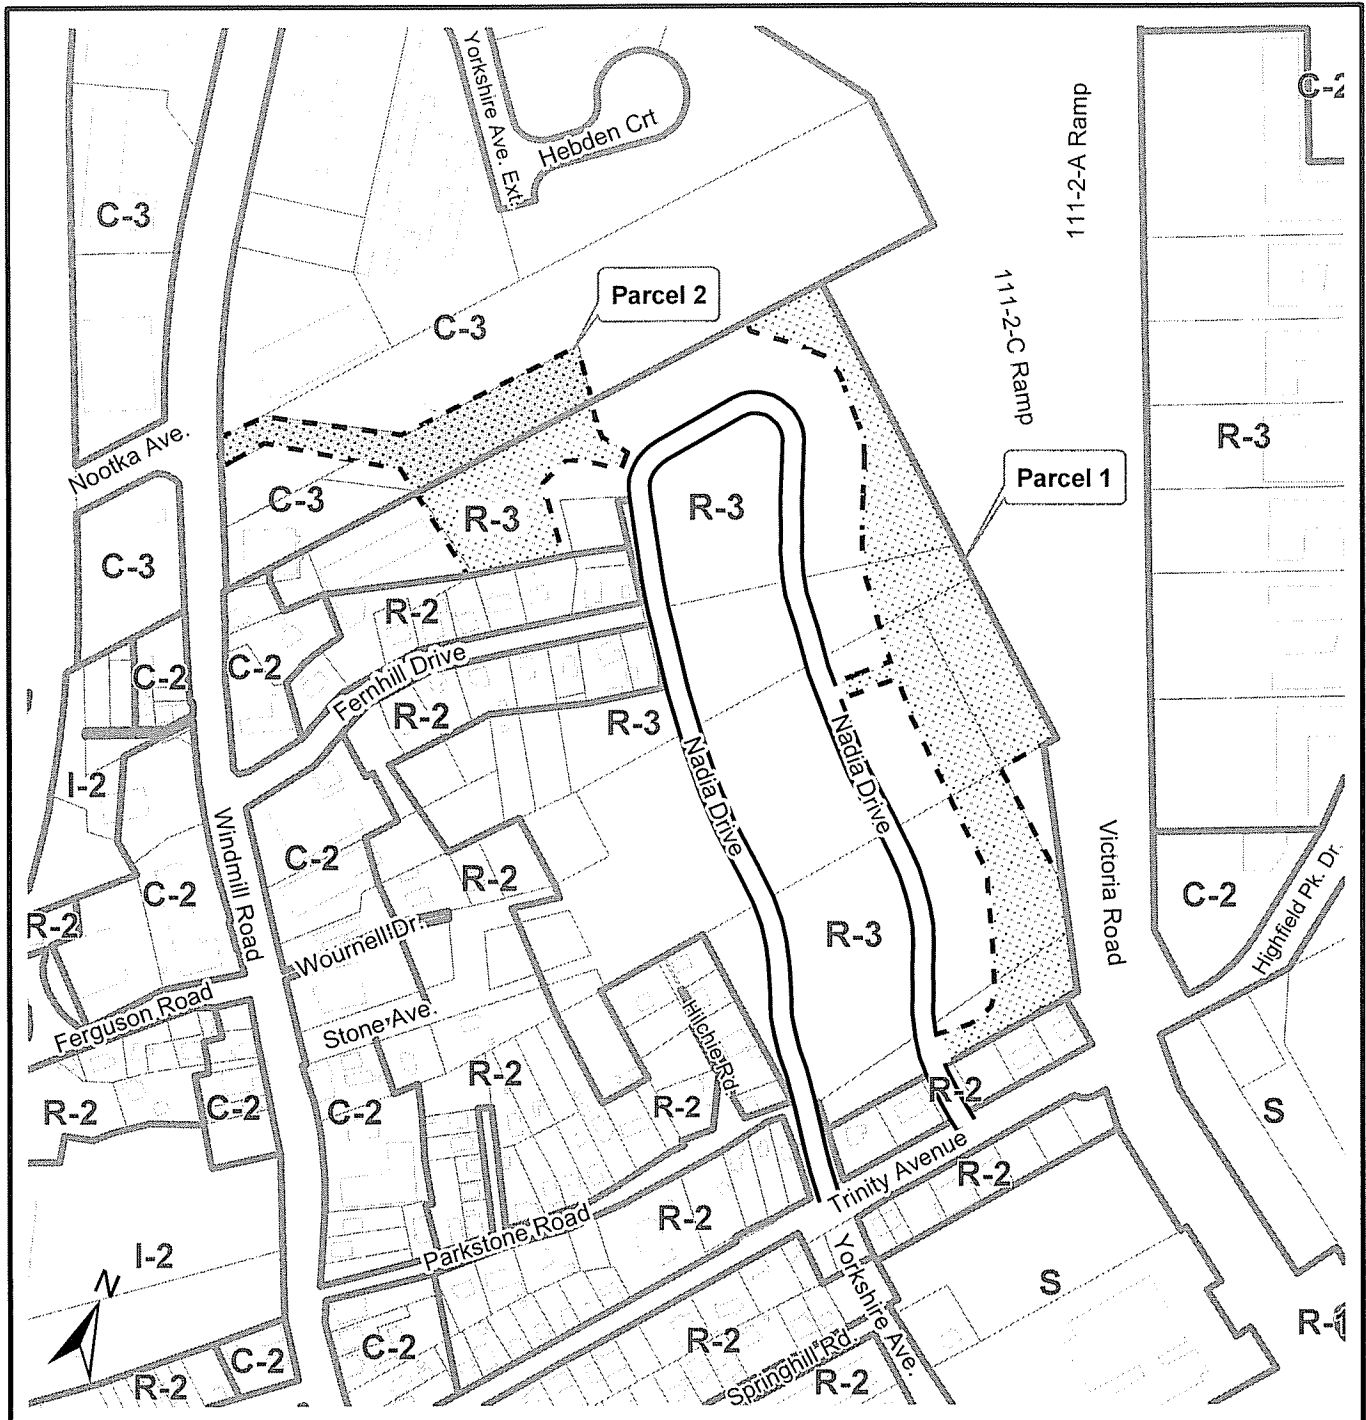 Yorkshire Ave. Ext.
Hebden Crt
111-2-A Ramp
C-2
C-3
Parcel 2
C-3
111-2-C Ramp
Nootka Ave.
R-3
Parcel 1
C-3
R-3
R-3
C-3
R-2
C-2
C-2
Fernhill Drive
R-2
R-3
Nadia Drive
Nadia Drive
I-2
Windmill Road
C-2
R-2
Victoria Road
C-2
C-2
Highfield Pk. Dr.
R-2
R-3
Wournell Dr.
Ferguson Road
Stone Ave.
Hilchie Rd.
R-2
R-2
R-2
C-2
C-2
R-2
S
Trinity Avenue
R-2
R-2
Parkstone Road
I-2
N
Yorkshire Ave.
S
R-1
C-2
C-2
R-2
R-2
Springhill Rd.
R-2